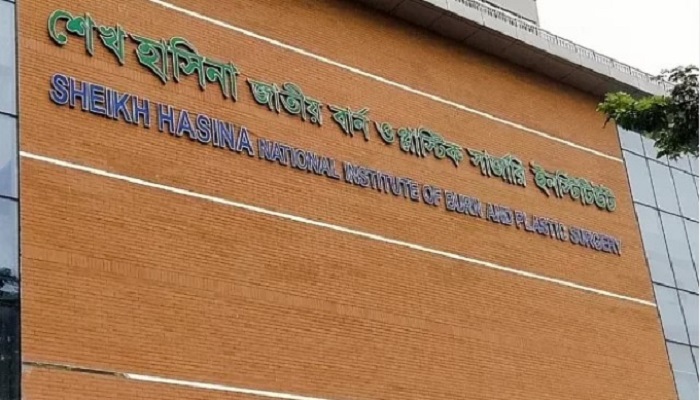 শেখ হাসিনা জাতীয় বার্ন ও প্লাস্টিক সার্জারি ইনস্টিটিউট
SHEIKH HASINA NATIONAL INSTITUTE OF BURN AND PLASTIC SURGERY